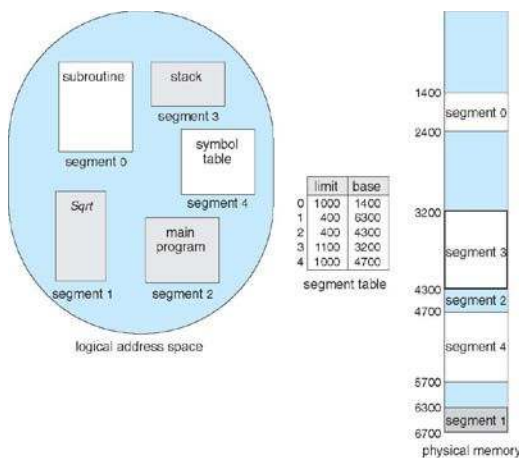 subroutine
segment 0
stack
segment 3
symbol
table
segment 4
Sqrt
segment 1
main
program
segment 2
logical address space
limit base
0 1000 1400
1 400 6300
2 400 4300
3 1100 3200
4 1000 4700
segment table
1400
segment 0
2400
3200
segment 3
4300
segment 2
4700
segment 4
5700
6300
segment 1
6700
physical memory